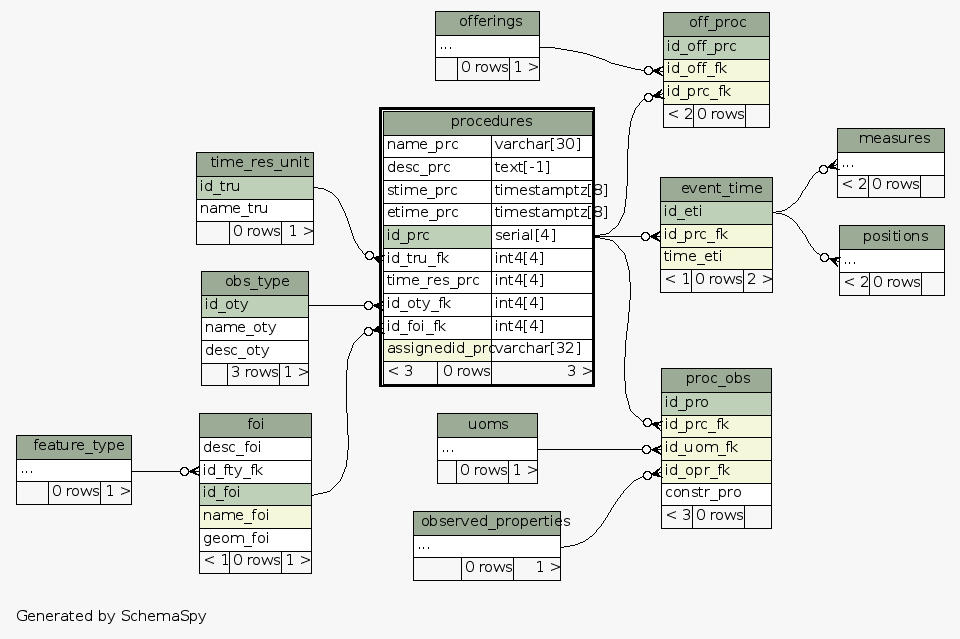 offerings
...
0 rows 1 >
off_proc
id_off_prc
id_off_fk
id_prc_fk
< 2 0 rows
procedures
name_prc varchar[30]
desc_prc text[-1]
stime_prc timestamptz[8]
etime_prc timestamptz[8]
id_prc serial[4]
id_tru_fk int4[4]
time_res_prc int4[4]
id_oty_fk int4[4]
id_foi_fk int4[4]
assignedid_prc varchar[32]
< 3 0 rows 3 >
measures
...
< 2 0 rows
time_res_unit
id_tru
name_tru
0 rows 1 >
event_time
id_eti
id_prc_fk
time_eti
< 1 0 rows 2 >
positions
...
< 2 0 rows
obs_type
id_oty
name_oty
desc_oty
3 rows 1 >
proc_obs
id_pro
id_prc_fk
id_uom_fk
id_opr_fk
constr_pro
< 3 0 rows
foi
desc_foi
id_fty_fk
id_foi
name_foi
geom_foi
< 1 0 rows 1 >
uoms
...
0 rows 1 >
feature_type
...
0 rows 1 >
observed_properties
...
0 rows 1 >
Generated by SchemaSpy